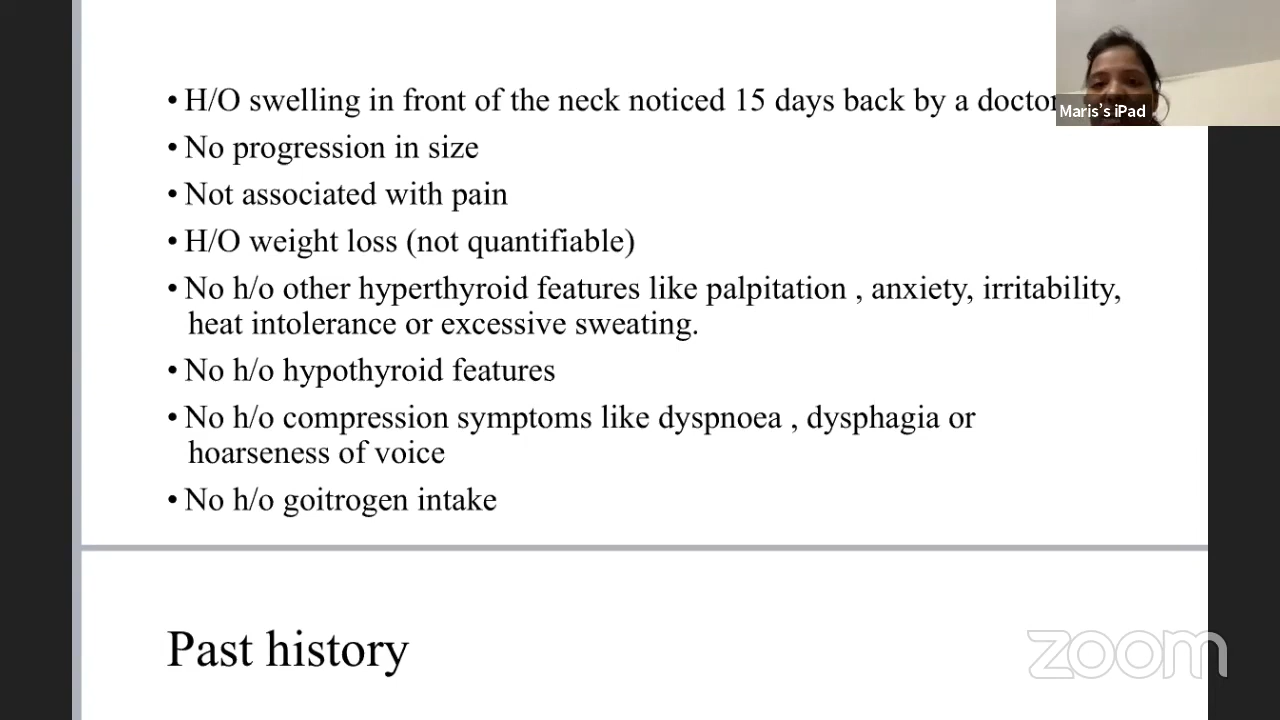 • H/O swelling in front of the neck noticed 15 days back by a doctor
Maris's iPad
• No progression in size
• Not associated with pain
• H/O weight loss (not quantifiable)
• No h/o other hyperthyroid features like palpitation , anxiety, irritability,
heat intolerance or excessive sweating.
• No h/o hypothyroid features
• No h/o compression symptoms like dyspnoea , dysphagia or
hoarseness of voice
• No h/o goitrogen intake
Past history
zoom